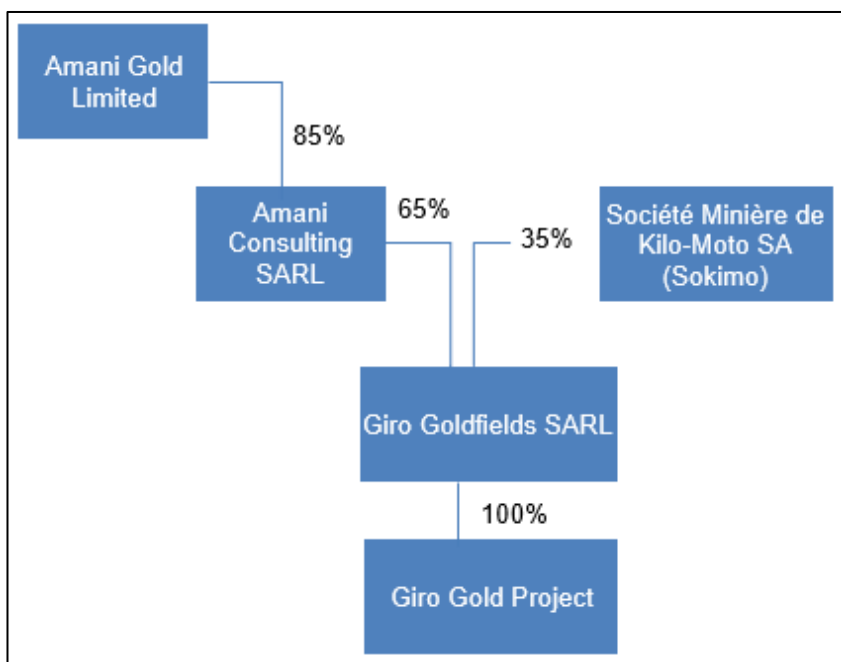 Amani Gold
Limited
85%
Amani
Consulting
SARL
65%
35%
Société Minière de
Kilo-Moto SA
(Sokimo)
Giro Goldfields SARL
100%
Giro Gold Project